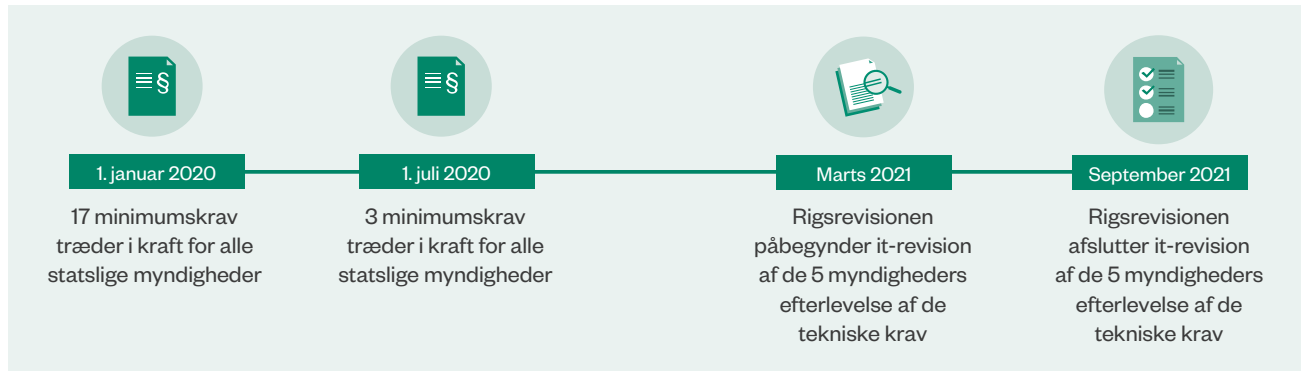 §
§
1. januar 2020
17 minimumskrav
træder i kraft for alle
statslige myndigheder
1. juli 2020
3 minimumskrav
træder i kraft for alle
statslige myndigheder
Marts 2021
Rigsrevisionen
påbegynder it-revision
af de 5 myndigheders
efterlevelse af de
tekniske krav
September 2021
Rigsrevisionen
afslutter it-revision
af de 5 myndigheders
efterlevelse af de
tekniske krav